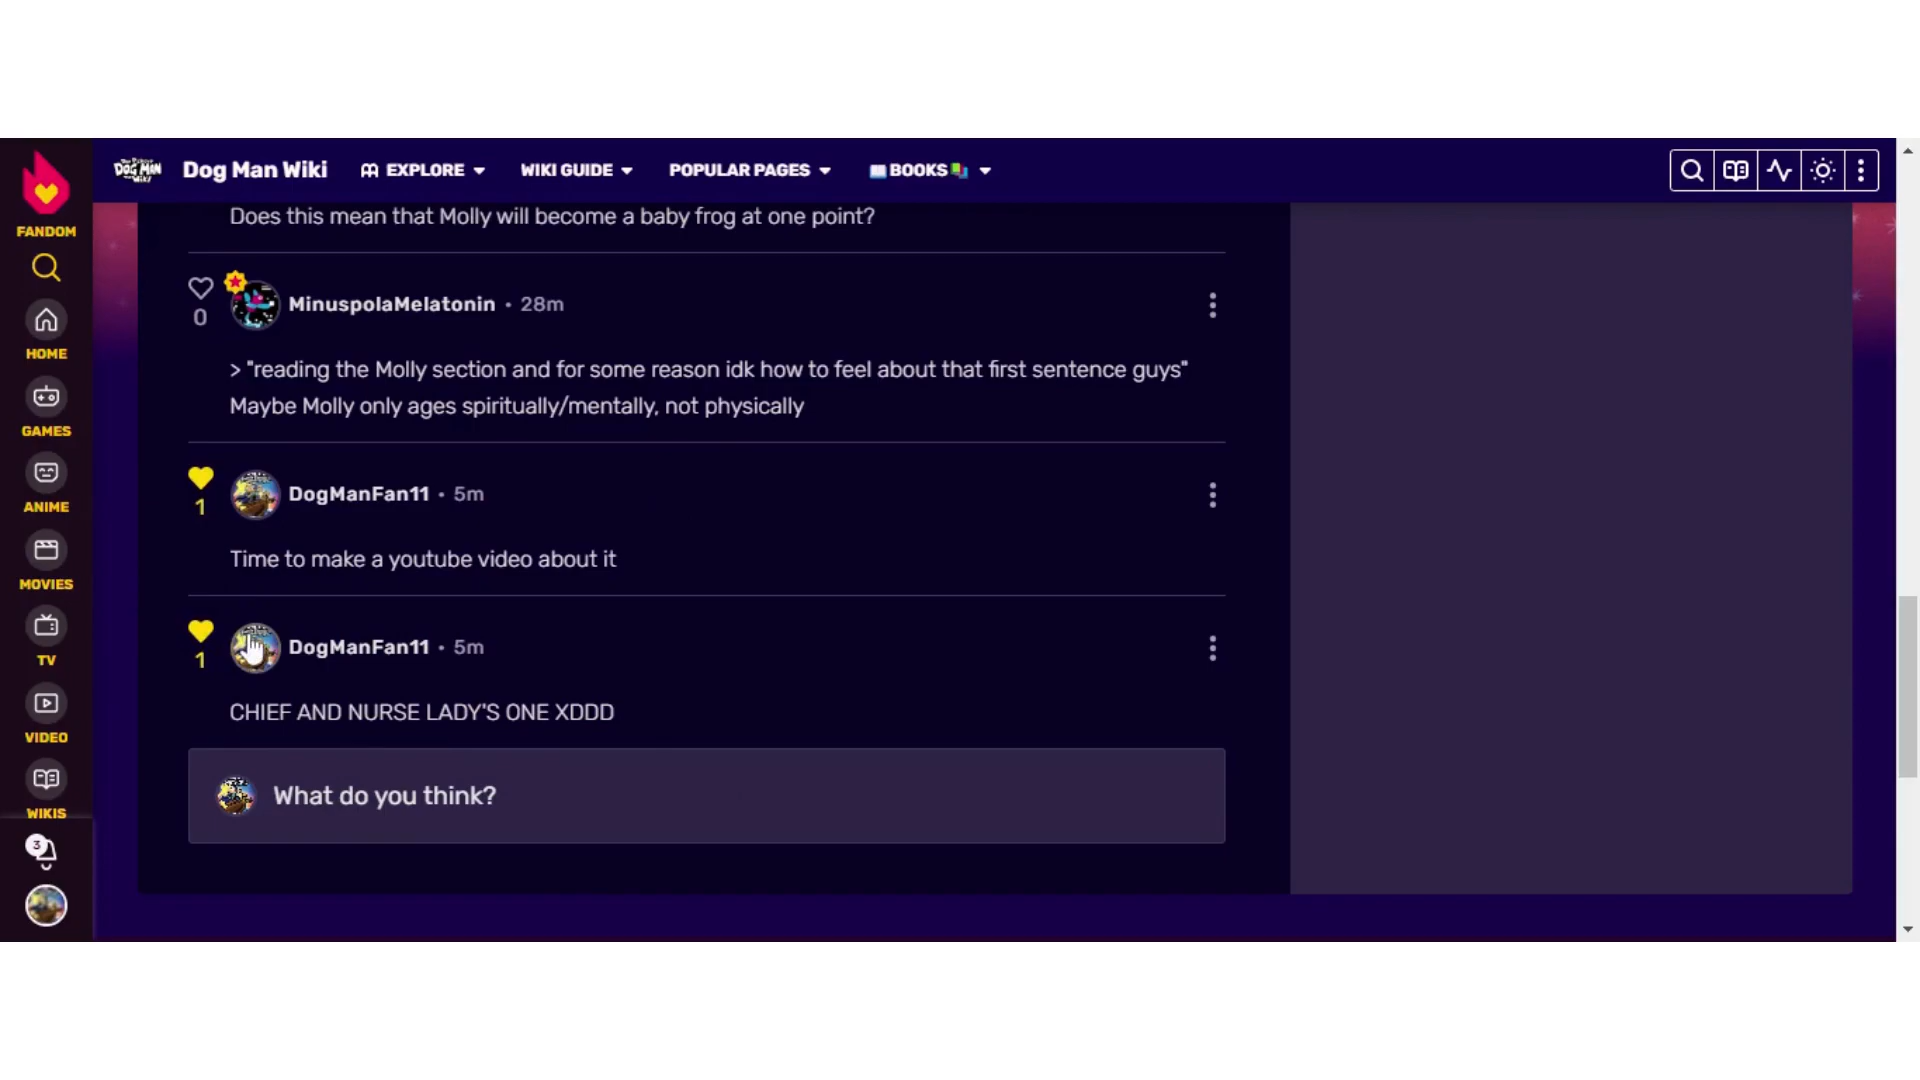 FANDOM
HOME
GAMES
ANIME
MOVIES
TV
VIDEO
WIKIS
3
DOG MAN
Dog Man Wiki
EXPLORE
WIKI GUIDE
POPULAR PAGES
BOOKS
Does this mean that Molly will become a baby frog at one point?
0
MinuspolaMelatonin • 28m
> "reading the Molly section and for some reason idk how to feel about that first sentence guys"
Maybe Molly only ages spiritually/mentally, not physically
1
DogManFan11 • 5m
Time to make a youtube video about it
1
DogManFan11 • 5m
CHIEF AND NURSE LADY'S ONE XDDD
What do you think?